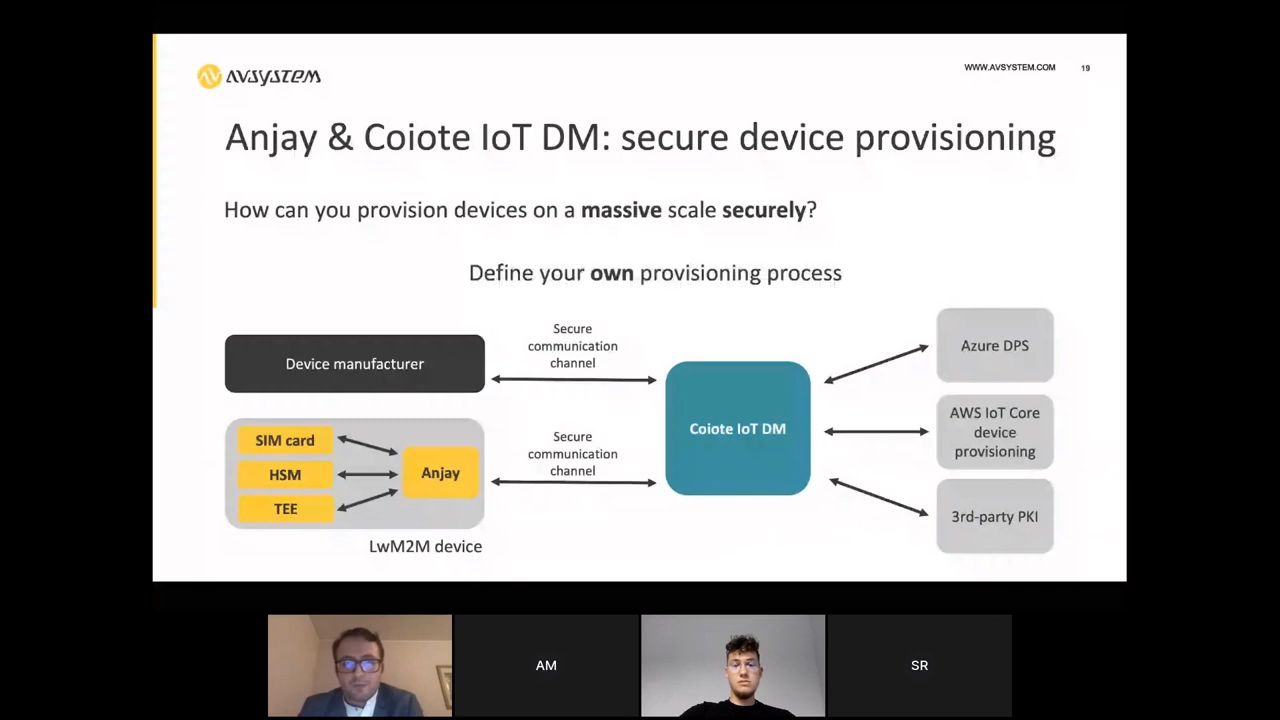 AVSYSTEM
WWW.AVSYSTEM.COM
19
Anjay & Coiote IoT DM: secure device provisioning
How can you provision devices on a massive scale securely?
Define your own provisioning process
Device manufacturer
Secure
communication
channel
SIM card
HSM
TEE
Anjay
LwM2M device
Secure
communication
channel
Coiote IoT DM
Azure DPS
AWS IoT Core
device
provisioning
3rd-party PKI
AM
SR